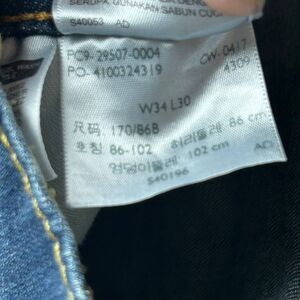 SERUPA GUNAKAN SABUN CUCI
S40053 AD
PC9-29507-0004 CW-0417
PO-4100324319 4309
W34 L30
尺码 170/86B
호칭 86-102 허리둘레 86 cm
엉덩이둘레 102 cm
S40196 AD